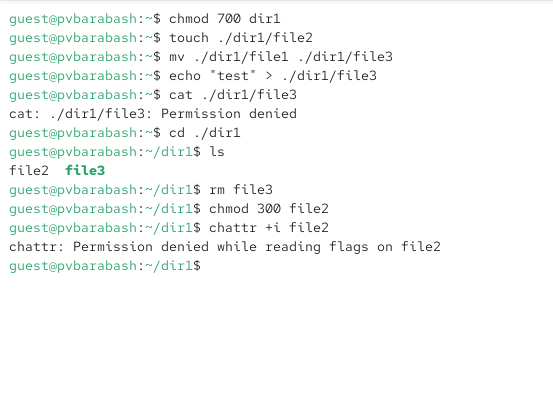 guest@pvbarabash:~$ chmod 700 dir1
guest@pvbarabash:~$ touch ./dir1/file2
guest@pvbarabash:~$ mv ./dir1/file1 ./dir1/file3
guest@pvbarabash:~$ echo "test" > ./dir1/file3
guest@pvbarabash:~$ cat ./dir1/file3
cat: ./dir1/file3: Permission denied
guest@pvbarabash:~$ cd ./dir1
guest@pvbarabash:~/dir1$ ls
file2  file3
guest@pvbarabash:~/dir1$ rm file3
guest@pvbarabash:~/dir1$ chmod 300 file2
guest@pvbarabash:~/dir1$ chattr +i file2
chattr: Permission denied while reading flags on file2
guest@pvbarabash:~/dir1$